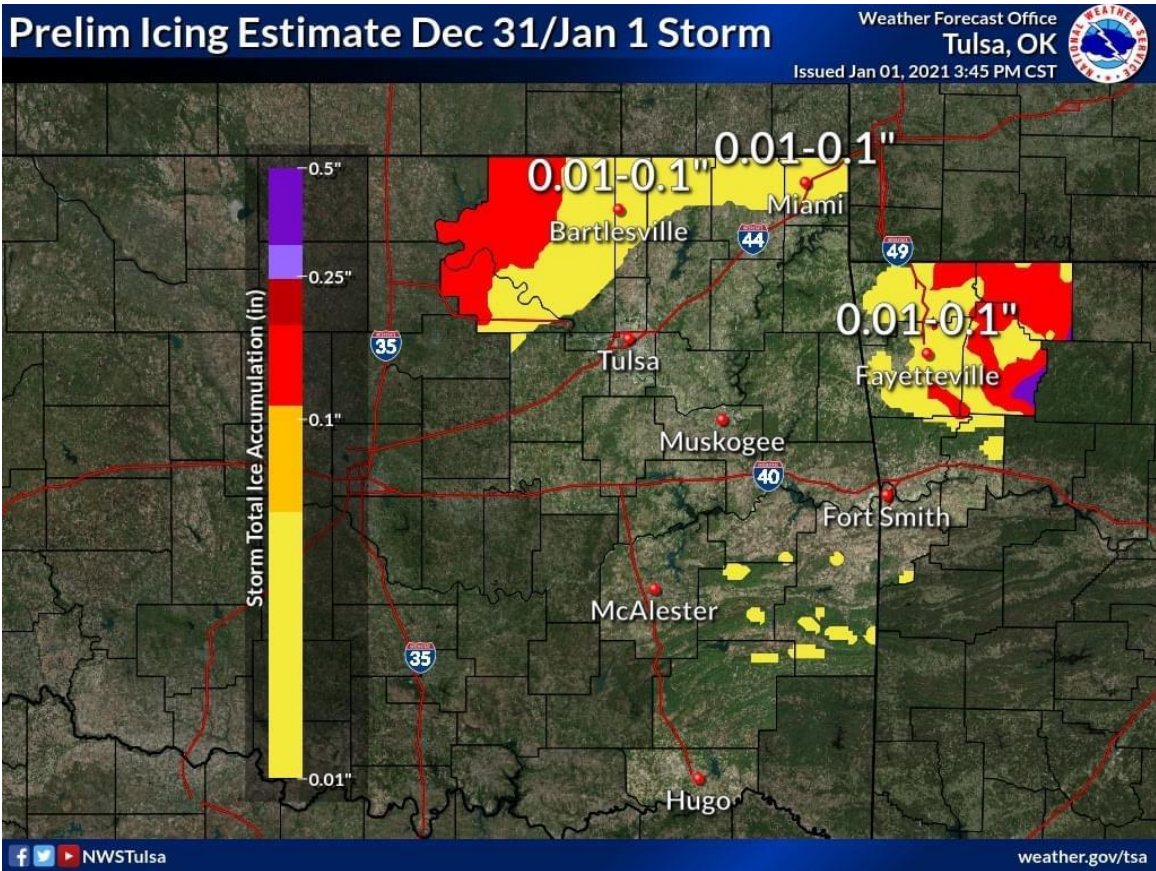 Prelim Icing Estimate Dec 31/Jan 1 Storm
Weather Forecast Office
Tulsa, OK
Issued Jan 01, 2021 3:45 PM CST
NATIONAL WEATHER SERVICE
0.01-0.1"
0.01-0.1"
Bartlesville
Miami
44
49
0.01-0.1"
Fayetteville
35
Tulsa
Muskogee
40
Fort Smith
McAlester
35
Hugo
Storm Total Ice Accumulation (in)
0.5"
0.25"
0.1"
0.01"
NWSTulsa
weather.gov/tsa